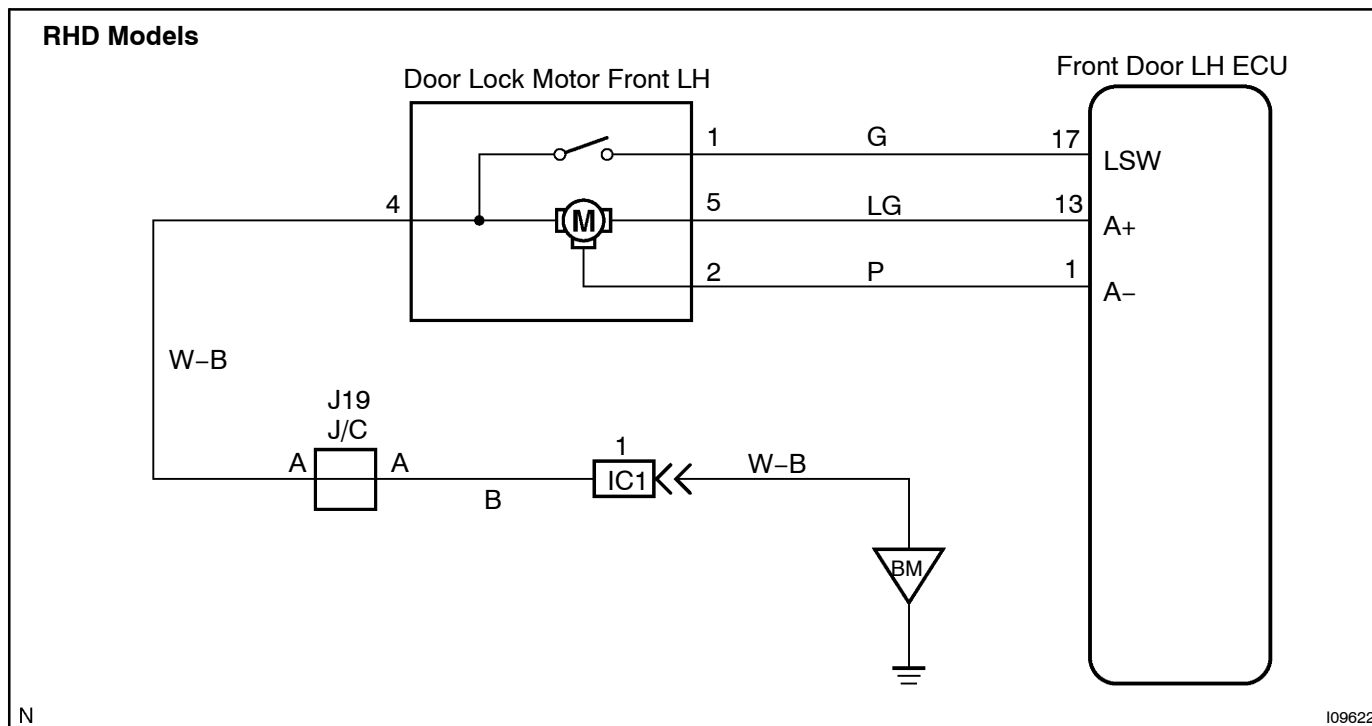 RHD Models
Door Lock Motor Front LH
Front Door LH ECU
1
G
17
LSW
4
5
LG
13
A+
M
2
P
1
A−
W−B
J19
J/C
A
A
B
1
IC1
W−B
BM
N
I09622